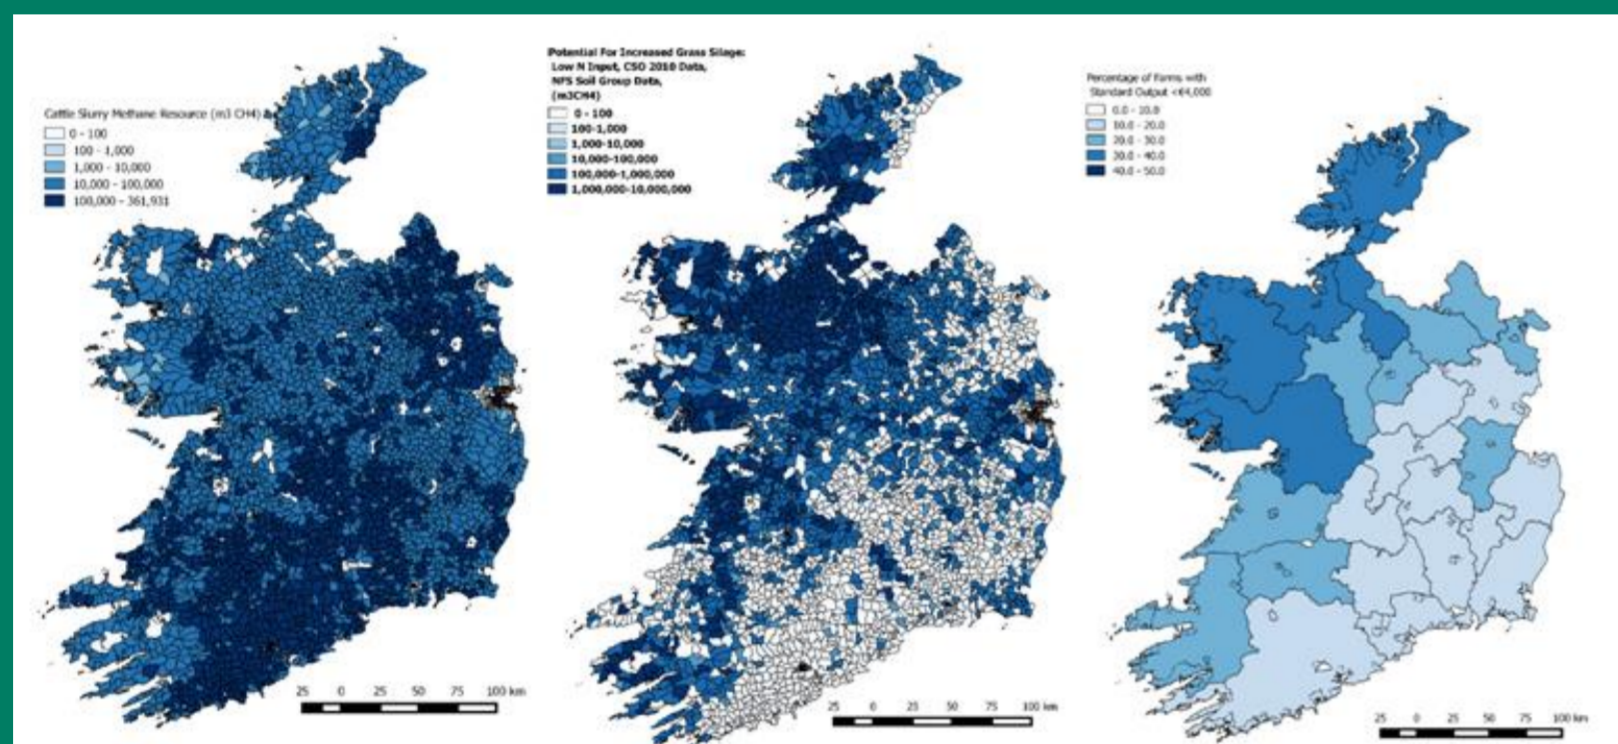 Cattle Slurry Methane Resource (m3 CH4)
0 - 100
100 - 1,000
1,000 - 10,000
10,000 - 100,000
100,000 - 361,931
25 0 25 50 75 100 km
Potential For Increased Grass Silage:
Low N Input, CSO 2010 Data,
NFS Soil Group Data,
(m3CH4)
0 - 100
100-1,000
1,000-10,000
10,000-100,000
100,000-1,000,000
1,000,000-10,000,000
25 0 25 50 75 100 km
Percentage of Farms with
Standard Output <€4,000
0.0 - 10.0
10.0 - 20.0
20.0 - 30.0
30.0 - 40.0
40.0 - 50.0
25 0 25 50 75 100 km